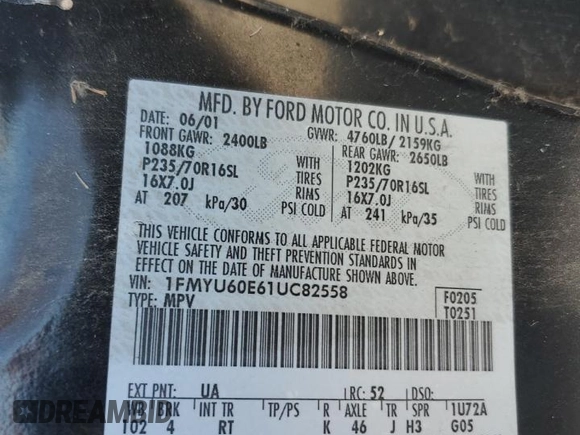 MFD. BY FORD MOTOR CO. IN U.S.A.
DATE: 06/01 GVWR: 4760LB/ 2159KG
FRONT GAWR: 2400LB REAR GAWR: 2650LB
1088KG WITH 1202KG WITH
P235/70R16SL TIRES P235/70R16SL TIRES
16X7.0J RIMS 16X7.0J RIMS
AT 207 kPa/30 PSI COLD AT 241 kPa/35 PSI COLD
THIS VEHICLE CONFORMS TO ALL APPLICABLE FEDERAL MOTOR
VEHICLE SAFETY AND THEFT PREVENTION STANDARDS IN
EFFECT ON THE DATE OF MANUFACTURE SHOWN ABOVE.
VIN: 1FMYU60E61UC82558 F0205
TYPE: MPV T0251
EXT PNT: UA RC: 52 DSO:
WB BRK INT TR TP/PS R AXLE TR SPR 1U72A
102 4 RT K 46 J H3 G05
DREAMBID